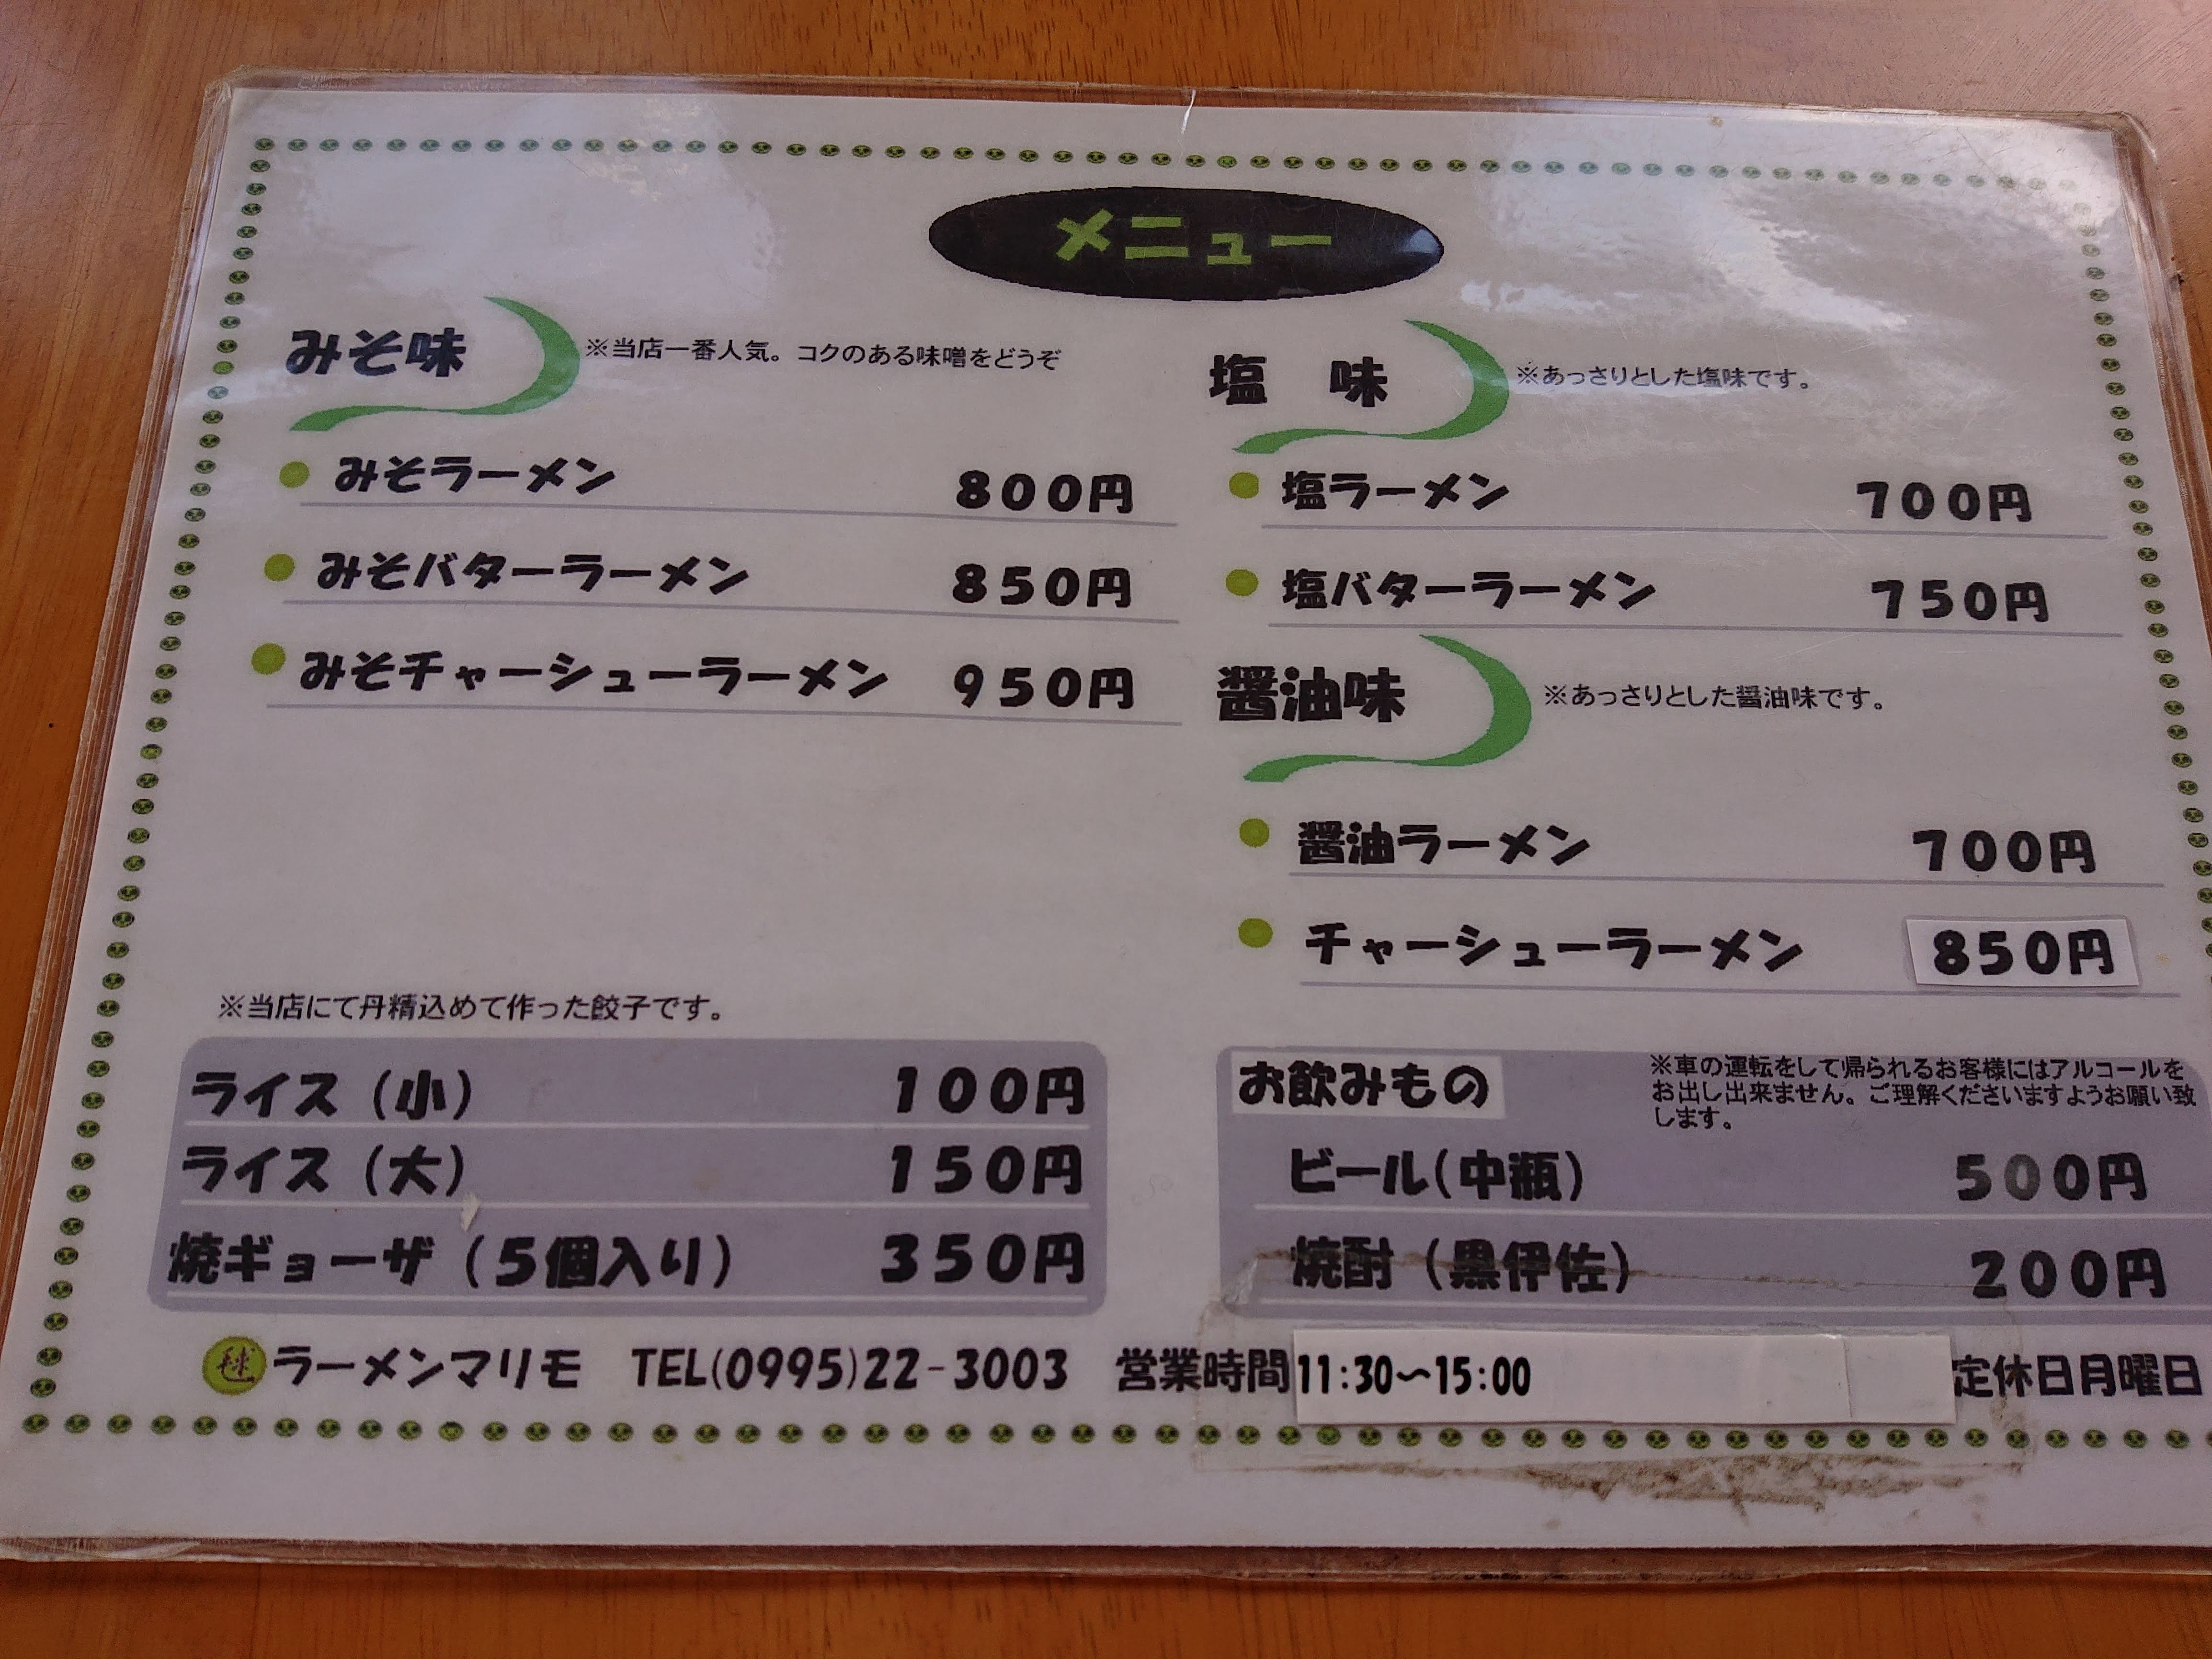 メニュー
みそ味 ※当店一番人気。コクのある味噌をどうぞ
みそラーメン 800円
みそバターラーメン 850円
みそチャーシューラーメン 950円
塩 味 ※あっさりとした塩味です。
塩ラーメン 700円
塩バターラーメン 750円
醤油味 ※あっさりとした醤油味です。
醤油ラーメン 700円
チャーシューラーメン 850円
※当店にて丹精込めて作った餃子です。
ライス(小) 100円
ライス(大) 150円
焼ギョーザ(5個入り) 350円
お飲みもの
※車の運転をして帰られるお客様にはアルコールを
お出し出来ません。ご理解くださいますようお願い致
します。
ビール(中瓶) 500円
焼酎(黒伊佐) 200円
毬 ラーメンマリモ TEL(0995)22-3003 営業時間 11:30～15:00 定休日月曜日